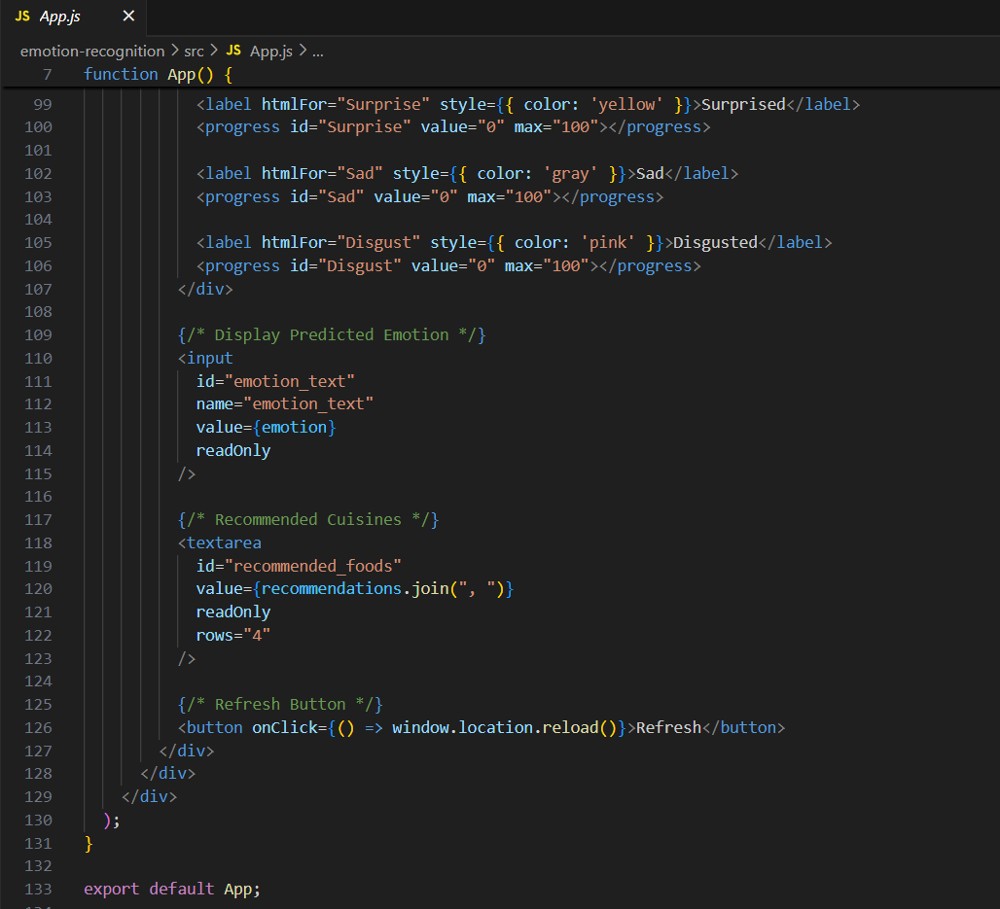 JS App.js ×
emotion-recognition > src > JS App.js > ...
7 function App() {
99 <label htmlFor="Surprise" style={{ color: 'yellow' }}>Surprised</label>
100 <progress id="Surprise" value="0" max="100"></progress>
101
102 <label htmlFor="Sad" style={{ color: 'gray' }}>Sad</label>
103 <progress id="Sad" value="0" max="100"></progress>
104
105 <label htmlFor="Disgust" style={{ color: 'pink' }}>Disgusted</label>
106 <progress id="Disgust" value="0" max="100"></progress>
107 </div>
108
109 {/* Display Predicted Emotion */}
110 <input
111 id="emotion_text"
112 name="emotion_text"
113 value={emotion}
114 readOnly
115 />
116
117 {/* Recommended Cuisines */}
118 <textarea
119 id="recommended_foods"
120 value={recommendations.join(", ")}
121 readOnly
122 rows="4"
123 />
124
125 {/* Refresh Button */}
126 <button onClick={() => window.location.reload()}>Refresh</button>
127 </div>
128 </div>
129 </div>
130 );
131 }
132
133 export default App;